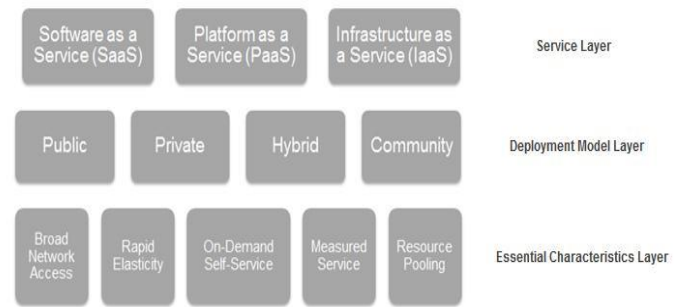 Software as a
Service (SaaS)
Platform as a
Service (PaaS)
Infrastructure as
a Service (IaaS)
Service Layer
Public
Private
Hybrid
Community
Deployment Model Layer
Broad
Network
Access
Rapid
Elasticity
On-Demand
Self-Service
Measured
Service
Resource
Pooling
Essential Characteristics Layer